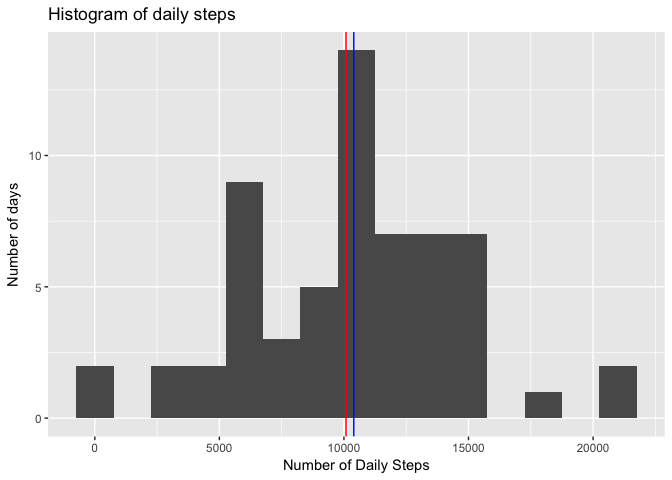 Histogram of daily steps
Number of days
10
5
0
0 5000 10000 15000 20000
Number of Daily Steps